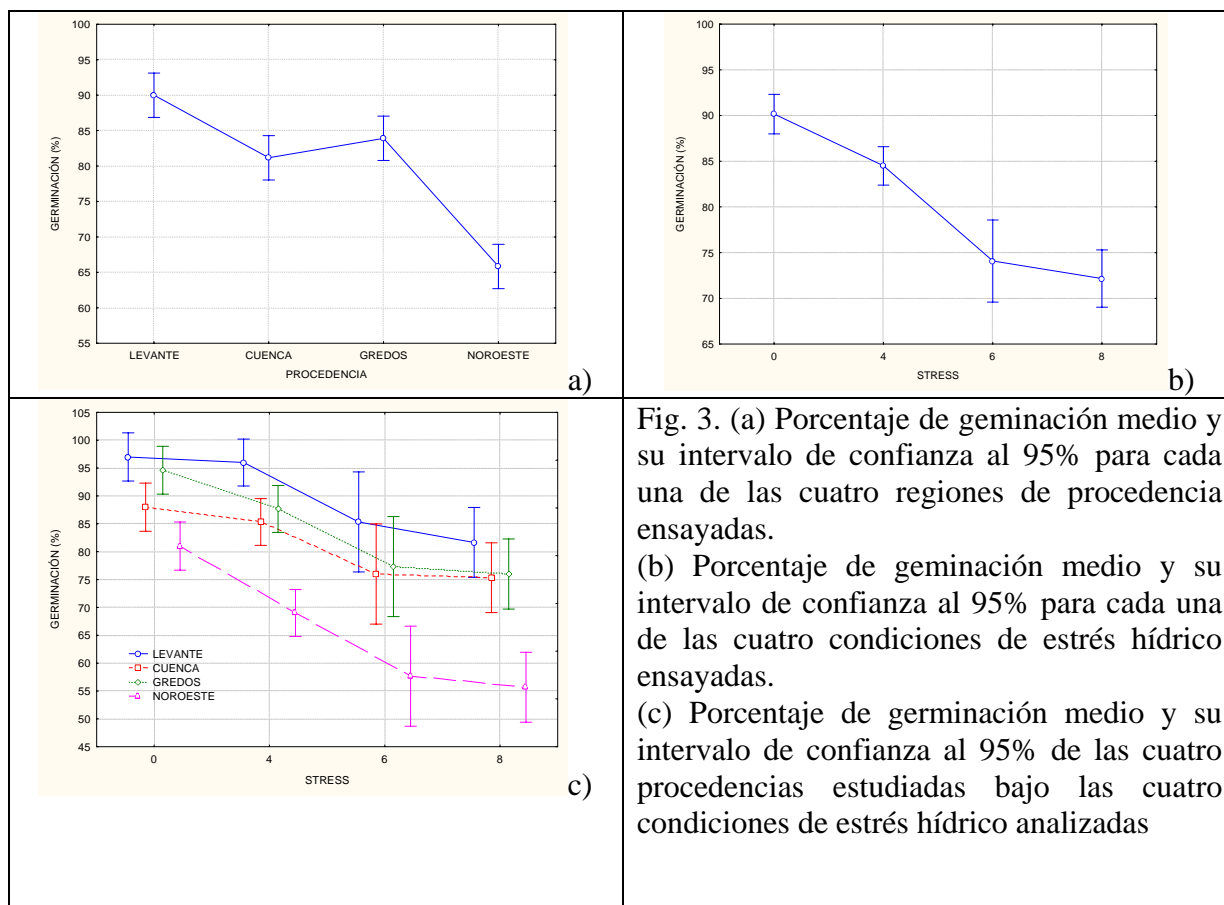 100
95
90
85
80
75
70
65
60
55
GERMINACIÓN (%)
LEVANTE CUENCA GREDOS NOROESTE
PROCEDENCIA
a)
100
95
90
85
80
75
70
65
GERMINACIÓN (%)
0 4 6 8
STRESS
b)
105
100
95
90
85
80
75
70
65
60
55
50
45
GERMINACIÓN (%)
LEVANTE
CUENCA
GREDOS
NOROESTE
0 4 6 8
STRESS
c)
Fig. 3. (a) Porcentaje de geminación medio y
su intervalo de confianza al 95% para cada
una de las cuatro regiones de procedencia
ensayadas.
(b) Porcentaje de geminación medio y su
intervalo de confianza al 95% para cada una
de las cuatro condiciones de estrés hídrico
ensayadas.
(c) Porcentaje de germinación medio y su
intervalo de confianza al 95% de las cuatro
procedencias estudiadas bajo las cuatro
condiciones de estrés hídrico analizadas